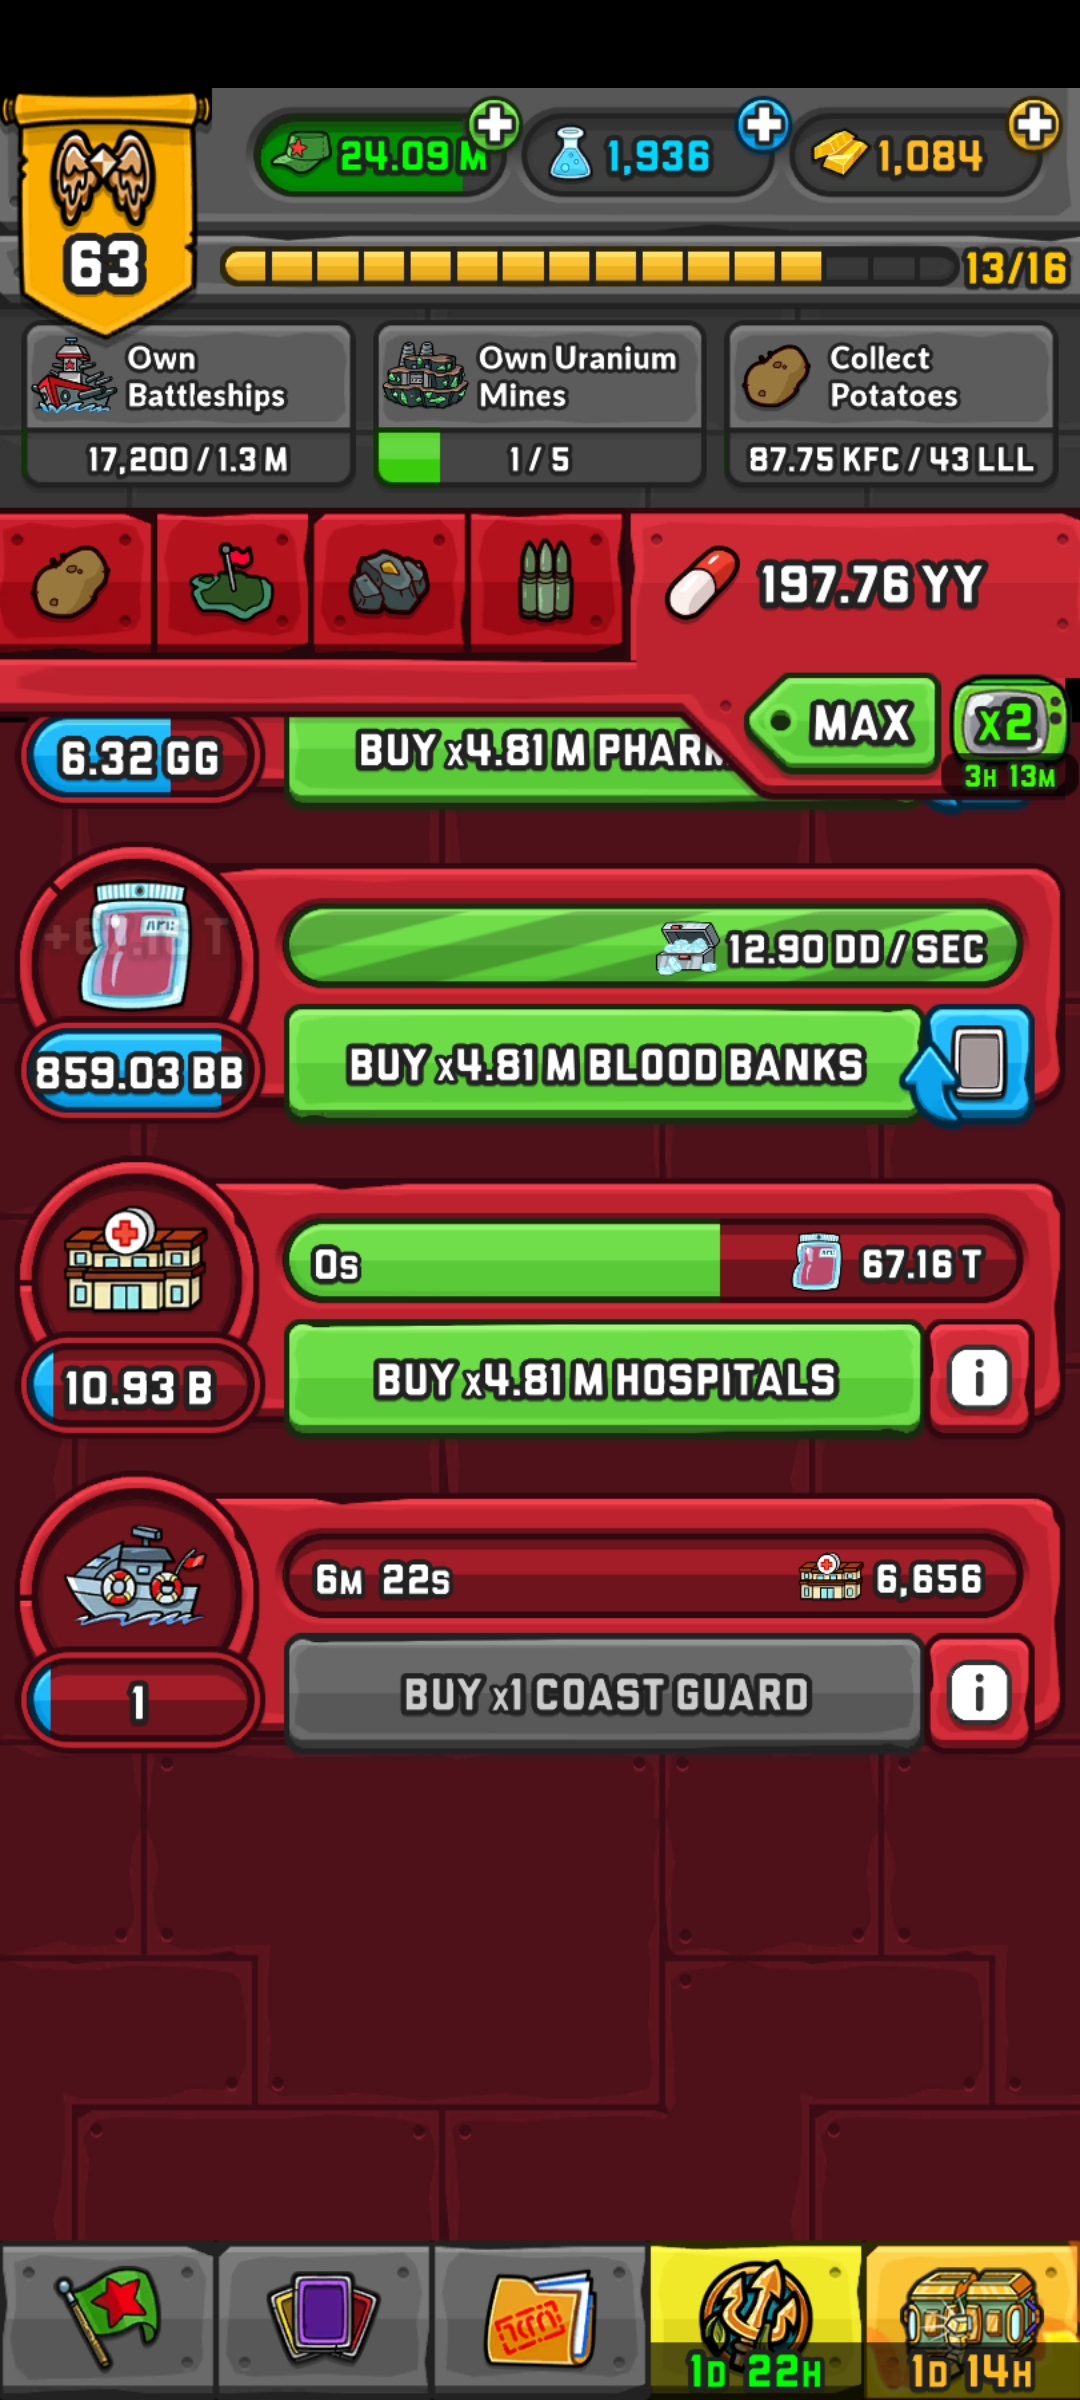 24.09 M
1,936
1,084
63
13/16
Own Battleships
17,200 / 1.3 M
Own Uranium Mines
1 / 5
Collect Potatoes
87.75 KFC / 43 LLL
197.76 YY
MAX
x2
3H 13M
6.32 GG
BUY x4.81 M PHARM
12.90 DD / SEC
859.03 BB
BUY x4.81 M BLOOD BANKS
0s
67.16 T
10.93 B
BUY x4.81 M HOSPITALS
i
6M 22s
6,656
1
BUY x1 COAST GUARD
i
1D 22H
1D 14H